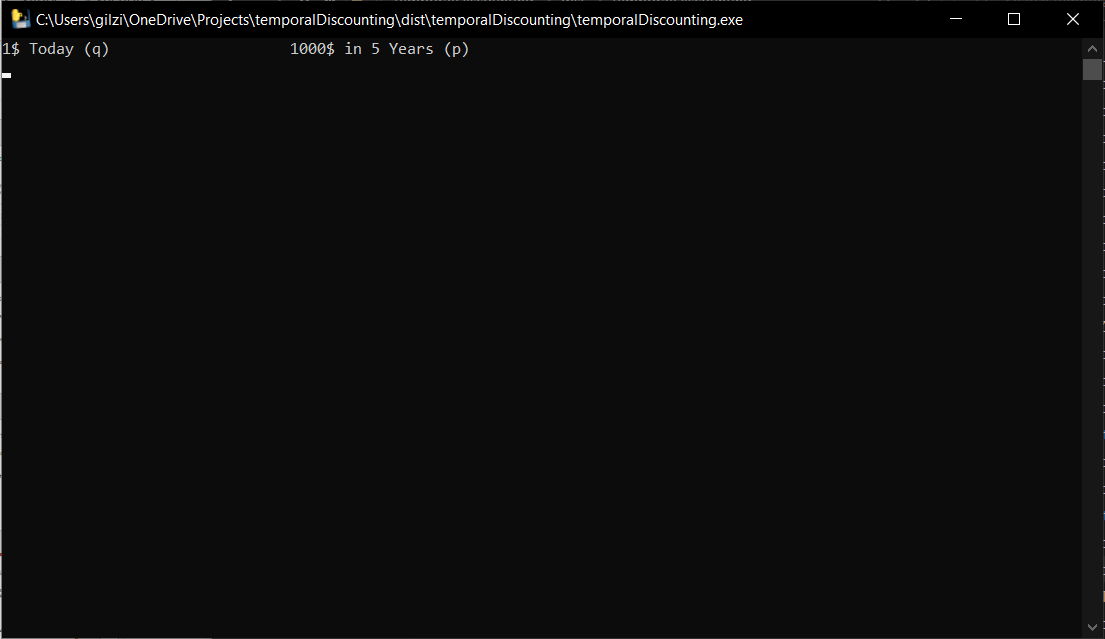 C:\Users\gilzi\OneDrive\Projects\temporalDiscounting\dist\temporalDiscounting\temporalDiscounting.exe
1$ Today (q)                    1000$ in 5 Years (p)